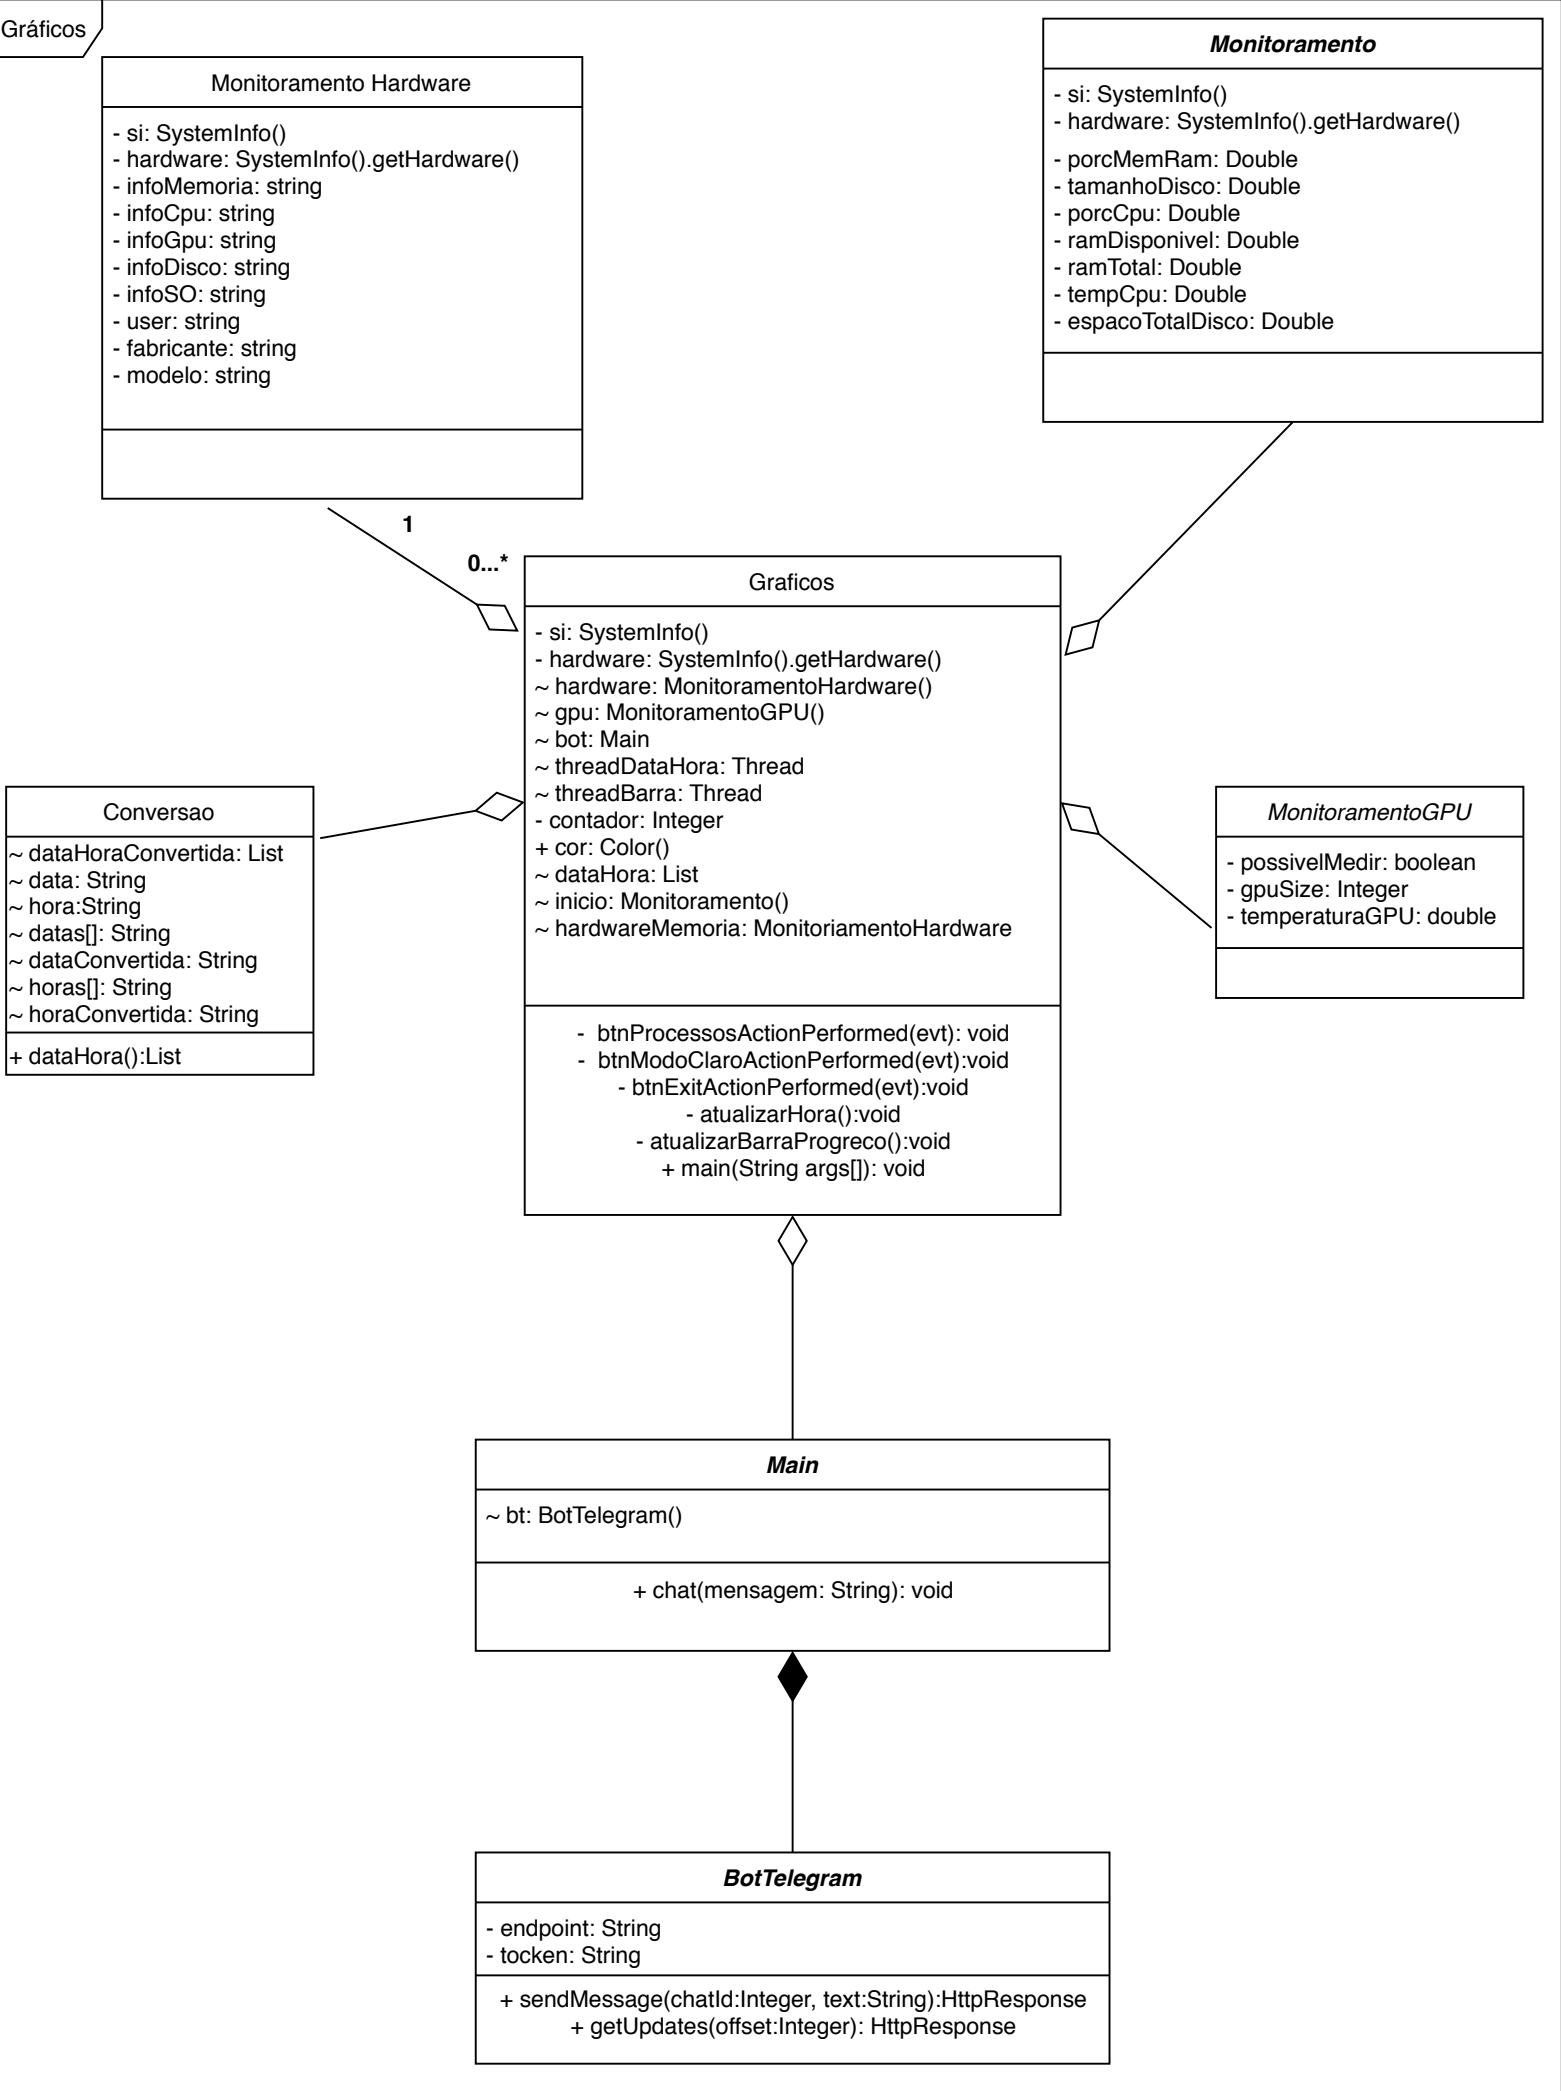 Gráficos
Monitoramento Hardware
- si: SystemInfo()
- hardware: SystemInfo().getHardware()
- infoMemoria: string
- infoCpu: string
- infoGpu: string
- infoDisco: string
- infoSO: string
- user: string
- fabricante: string
- modelo: string
Monitoramento
- si: SystemInfo()
- hardware: SystemInfo().getHardware()
- porcMemRam: Double
- tamanhoDisco: Double
- porcCpu: Double
- ramDisponivel: Double
- ramTotal: Double
- tempCpu: Double
- espacoTotalDisco: Double
1
0...*
Graficos
- si: SystemInfo()
- hardware: SystemInfo().getHardware()
~ hardware: MonitoramentoHardware()
~ gpu: MonitoramentoGPU()
~ bot: Main
~ threadDataHora: Thread
~ threadBarra: Thread
- contador: Integer
+ cor: Color()
~ dataHora: List
~ inicio: Monitoramento()
~ hardwareMemoria: MonitoriamentoHardware
- btnProcessosActionPerformed(evt): void
- btnModoClaroActionPerformed(evt):void
- btnExitActionPerformed(evt):void
- atualizarHora():void
- atualizarBarraProgreco():void
+ main(String args[]): void
Conversao
~ dataHoraConvertida: List
~ data: String
~ hora:String
~ datas[]: String
~ dataConvertida: String
~ horas[]: String
~ horaConvertida: String
+ dataHora():List
MonitoramentoGPU
- possivelMedir: boolean
- gpuSize: Integer
- temperaturaGPU: double
Main
~ bt: BotTelegram()
+ chat(mensagem: String): void
BotTelegram
- endpoint: String
- tocken: String
+ sendMessage(chatId:Integer, text:String):HttpResponse
+ getUpdates(offset:Integer): HttpResponse